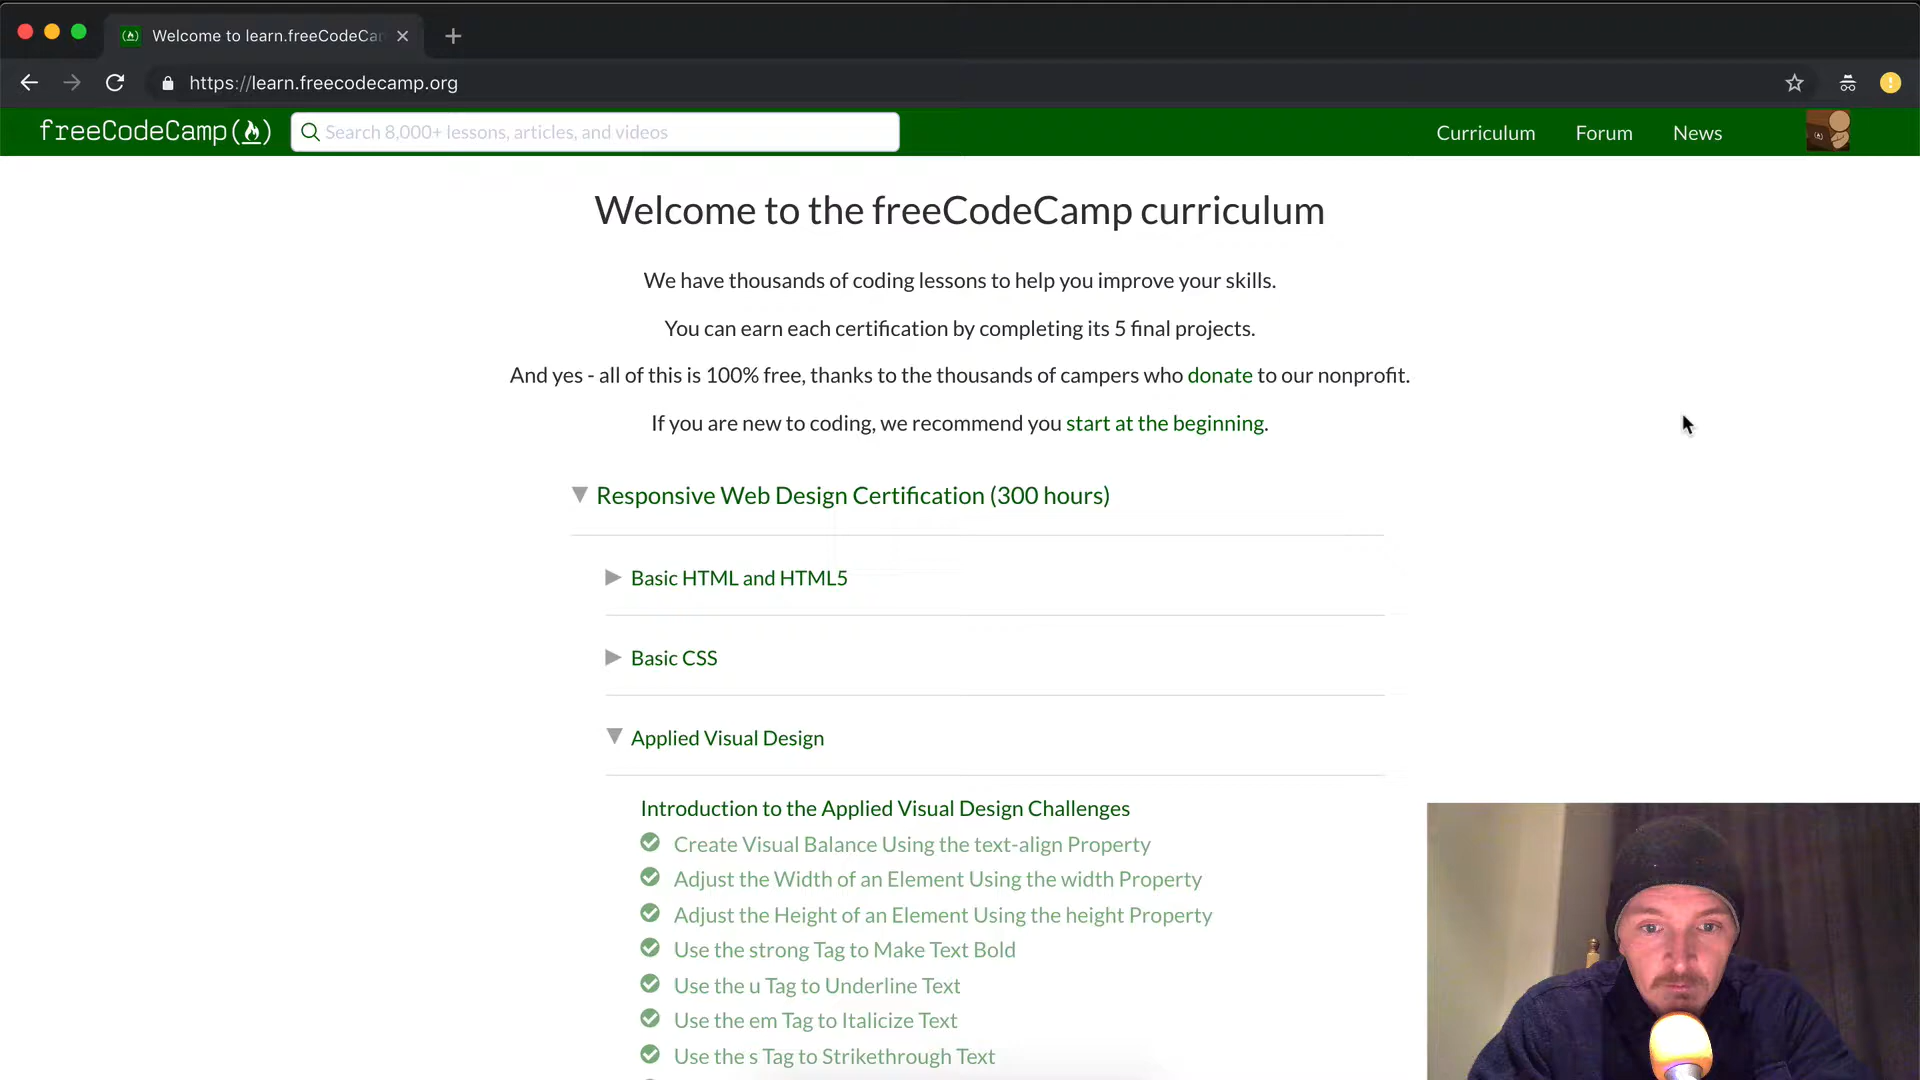 Welcome to learn.freeCodeCa
https://learn.freecodecamp.org
freeCodeCamp
Search 8,000+ lessons, articles, and videos
Curriculum
Forum
News
Welcome to the freeCodeCamp curriculum
We have thousands of coding lessons to help you improve your skills.
You can earn each certification by completing its 5 final projects.
And yes - all of this is 100% free, thanks to the thousands of campers who donate to our nonprofit.
If you are new to coding, we recommend you start at the beginning.
Responsive Web Design Certification (300 hours)
Basic HTML and HTML5
Basic CSS
Applied Visual Design
Introduction to the Applied Visual Design Challenges
Create Visual Balance Using the text-align Property
Adjust the Width of an Element Using the width Property
Adjust the Height of an Element Using the height Property
Use the strong Tag to Make Text Bold
Use the u Tag to Underline Text
Use the em Tag to Italicize Text
Use the s Tag to Strikethrough Text